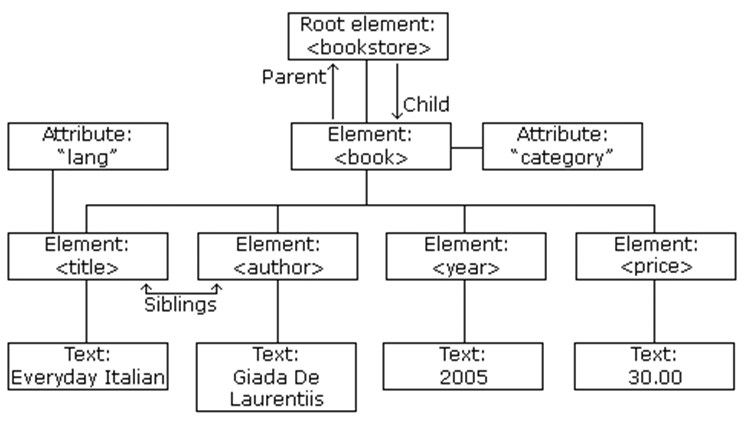 Root element:
<bookstore>
Parent
Child
Attribute:
“lang”
Element:
<book>
Attribute:
“category”
Element:
<title>
Element:
<author>
Element:
<year>
Element:
<price>
Siblings
Text:
Everyday Italian
Text:
Giada De
Laurentiis
Text:
2005
Text:
30.00